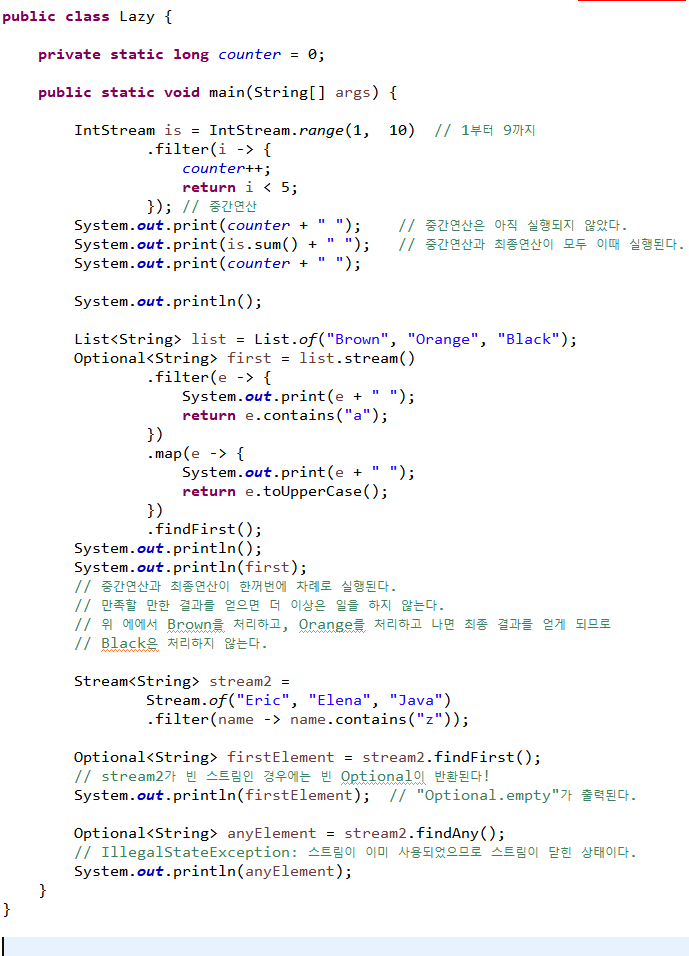 public class Lazy {
private static long counter = 0;
public static void main(String[] args) {
IntStream is = IntStream.range(1,  10)  // 1부터 9까지
.filter(i -> {
counter++;
return i < 5;
}); // 중간연산
System.out.print(counter + " ");    // 중간연산은 아직 실행되지 않았다.
System.out.print(is.sum() + " ");   // 중간연산과 최종연산이 모두 이때 실행된다.
System.out.print(counter + " ");
System.out.println();
List<String> list = List.of("Brown", "Orange", "Black");
Optional<String> first = list.stream()
.filter(e -> {
System.out.print(e + " ");
return e.contains("a");
})
.map(e -> {
System.out.print(e + " ");
return e.toUpperCase();
})
.findFirst();
System.out.println();
System.out.println(first);
// 중간연산과 최종연산이 한꺼번에 차례로 실행된다.
// 만족할 만한 결과를 얻으면 더 이상은 일을 하지 않는다.
// 위 에에서 Brown을 처리하고, Orange를 처리하고 나면 최종 결과를 얻게 되므로
// Black은 처리하지 않는다.
Stream<String> stream2 =
Stream.of("Eric", "Elena", "Java")
.filter(name -> name.contains("z"));
Optional<String> firstElement = stream2.findFirst();
// stream2가 빈 스트림인 경우에는 빈 Optional이 반환된다!
System.out.println(firstElement);  // "Optional.empty"가 출력된다.
Optional<String> anyElement = stream2.findAny();
// IllegalStateException: 스트림이 이미 사용되었으므로 스트림이 닫힌 상태이다.
System.out.println(anyElement);
}
}